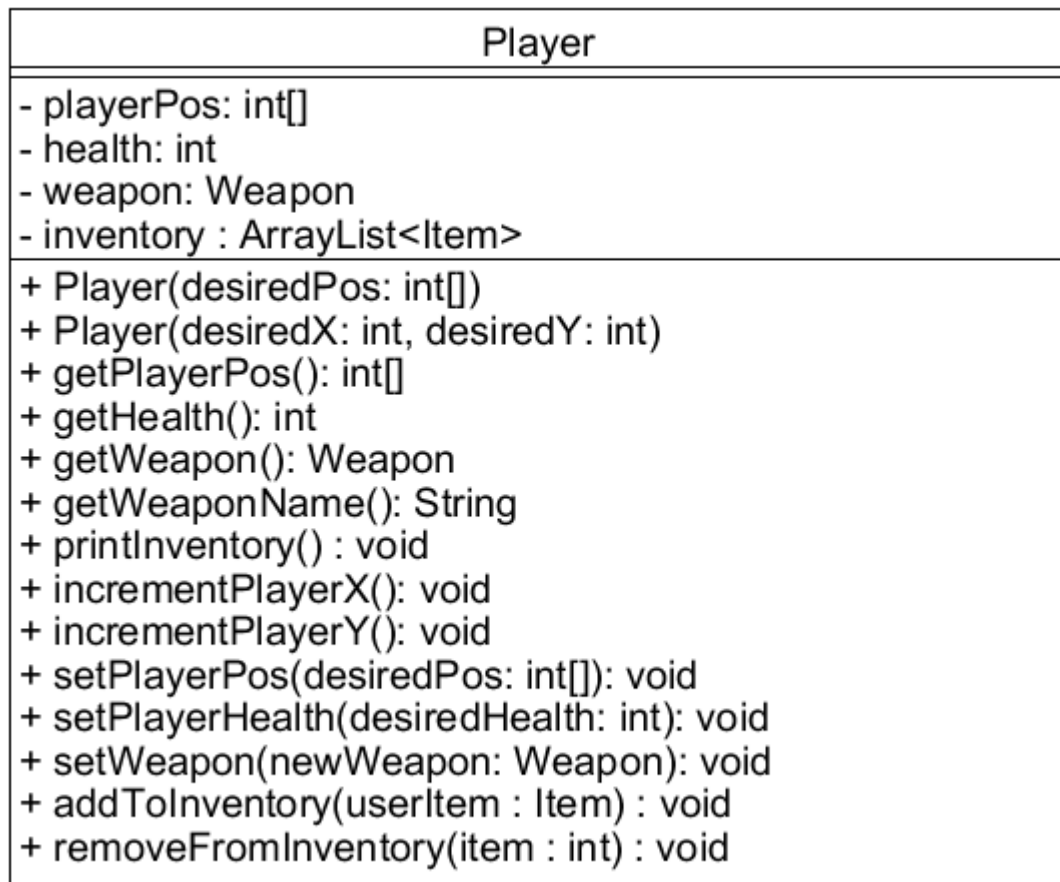 Player
- playerPos: int[]
- health: int
- weapon: Weapon
- inventory : ArrayList<Item>
+ Player(desiredPos: int[])
+ Player(desiredX: int, desiredY: int)
+ getPlayerPos(): int[]
+ getHealth(): int
+ getWeapon(): Weapon
+ getWeaponName(): String
+ printInventory() : void
+ incrementPlayerX(): void
+ incrementPlayerY(): void
+ setPlayerPos(desiredPos: int[]): void
+ setPlayerHealth(desiredHealth: int): void
+ setWeapon(newWeapon: Weapon): void
+ addToInventory(userItem : Item) : void
+ removeFromInventory(item : int) : void